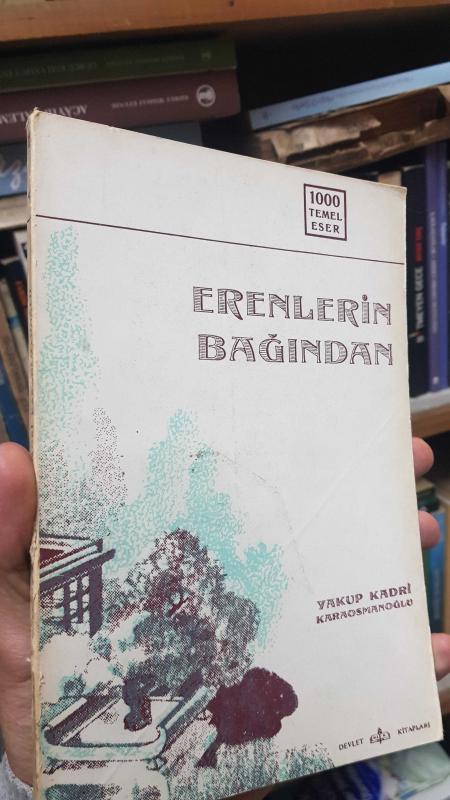 1000
TEMEL
ESER
ERENLERİN
BAĞINDAN
YAKUP KADRİ
KARAOSMANOĞLU
DEVLET KİTAPLARI